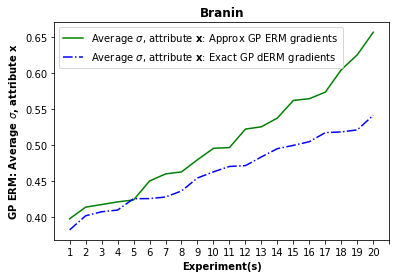 Branin
Average σ, attribute x: Approx GP ERM gradients
Average σ, attribute x: Exact GP dERM gradients
GP ERM: Average σ, attribute x
0.65
0.60
0.55
0.50
0.45
0.40
1 2 3 4 5 6 7 8 9 10 11 12 13 14 15 16 17 18 19 20
Experiment(s)